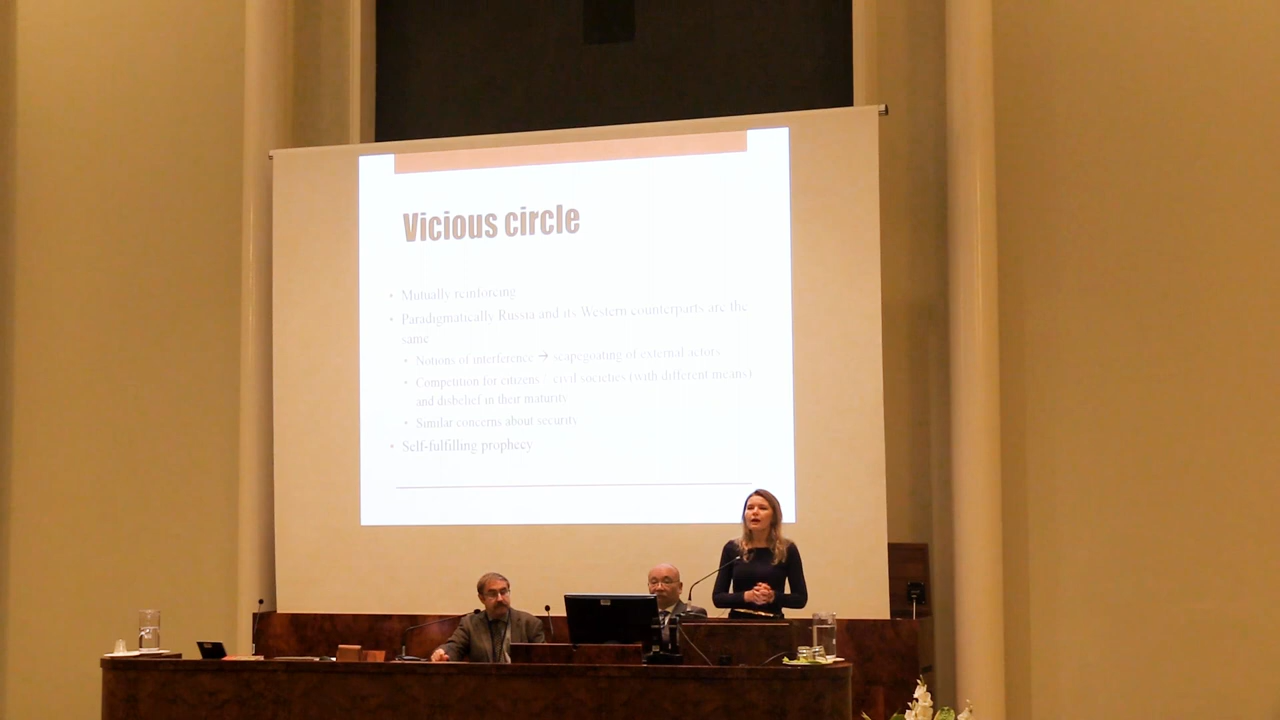 Vicious circle
• Mutually reinforcing
• Paradigmatically Russia and its Western counterparts are the
same
• Notions of interference → scapegoating of external actors
• Competition for citizens / civil societies (with different means)
and disbelief in their maturity
• Similar concerns about security
• Self-fulfilling prophecy